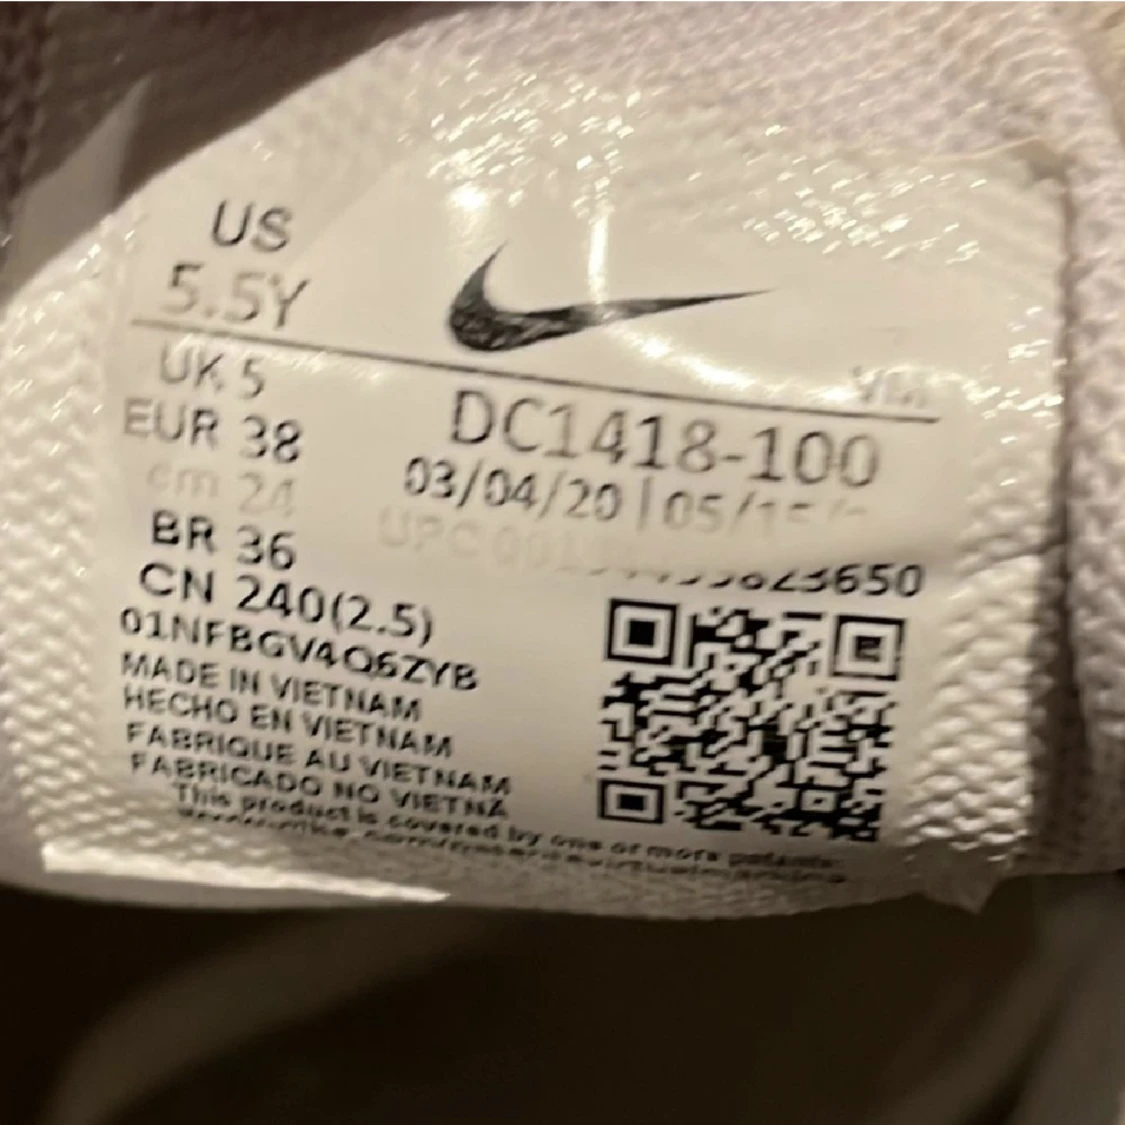 US
5.5Y
UK 5
EUR 38
cm 24
BR 36
CN 240(2.5)
01NFBGV4Q6ZYB
MADE IN VIETNAM
HECHO EN VIETNAM
FABRIQUE AU VIETNAM
FABRICADO NO VIETNÃ
This product is covered by one or more patents:
DC1418-100
03/04/20 |
UPC